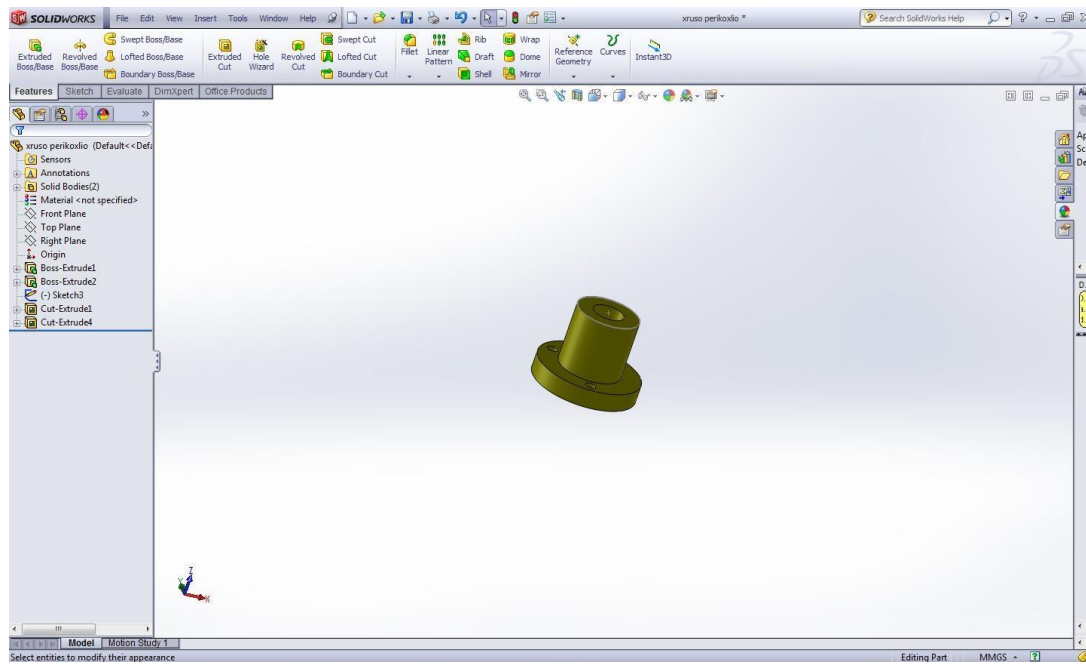 SOLIDWORKS File Edit View Insert Tools Window Help xruso perikoxlio * Search SolidWorks Help
Extruded Boss/Base
Revolved Boss/Base
Swept Boss/Base
Lofted Boss/Base
Boundary Boss/Base
Extruded Cut
Hole Wizard
Revolved Cut
Swept Cut
Lofted Cut
Boundary Cut
Fillet
Linear Pattern
Rib
Draft
Shell
Wrap
Dome
Mirror
Reference Geometry
Curves
Instant3D
Features Sketch Evaluate DimXpert Office Products
xruso perikoxlio (Default<<Defa
Sensors
Annotations
Solid Bodies(2)
Material <not specified>
Front Plane
Top Plane
Right Plane
Origin
Boss-Extrude1
Boss-Extrude2
(-) Sketch3
Cut-Extrude1
Cut-Extrude4
Ap
Sc
De
D.
Z
Y
X
Model Motion Study 1
Select entities to modify their appearance Editing Part MMGS